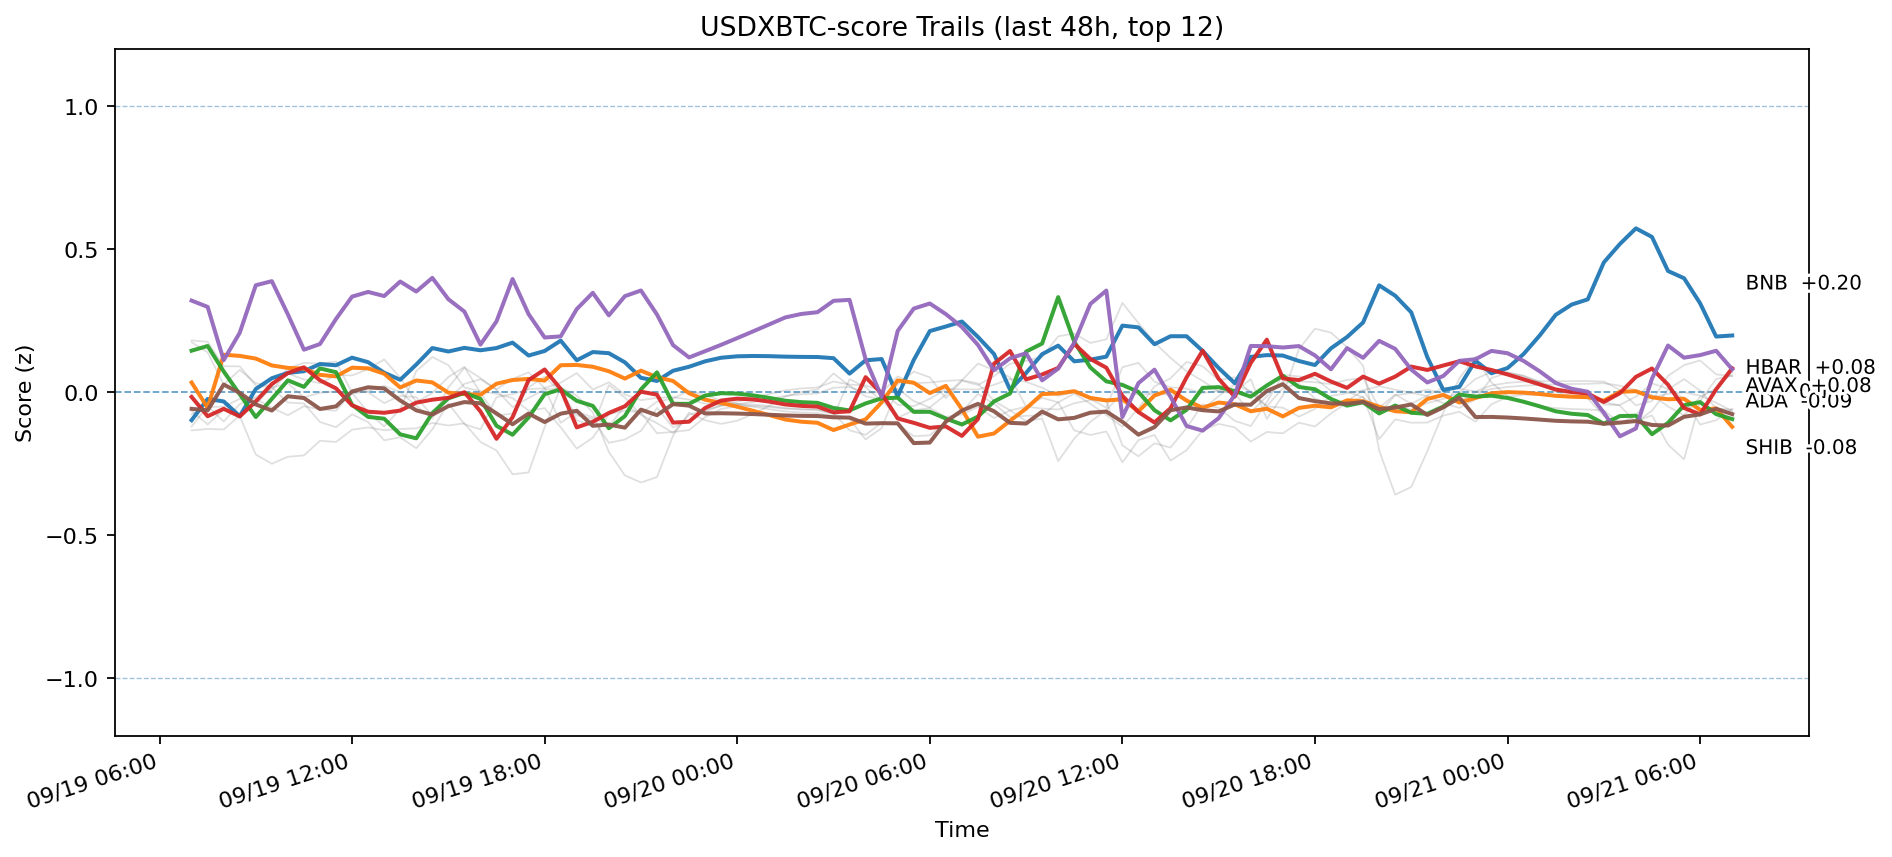 USDXBTC-score Trails (last 48h, top 12)
Score (z)
1.0
0.5
0.0
−0.5
−1.0
BNB +0.20
HBAR +0.08
AVAX +0.08
ADA -0.09
SHIB -0.08
09/19 06:00
09/19 12:00
09/19 18:00
09/20 00:00
09/20 06:00
09/20 12:00
09/20 18:00
09/21 00:00
09/21 06:00
Time